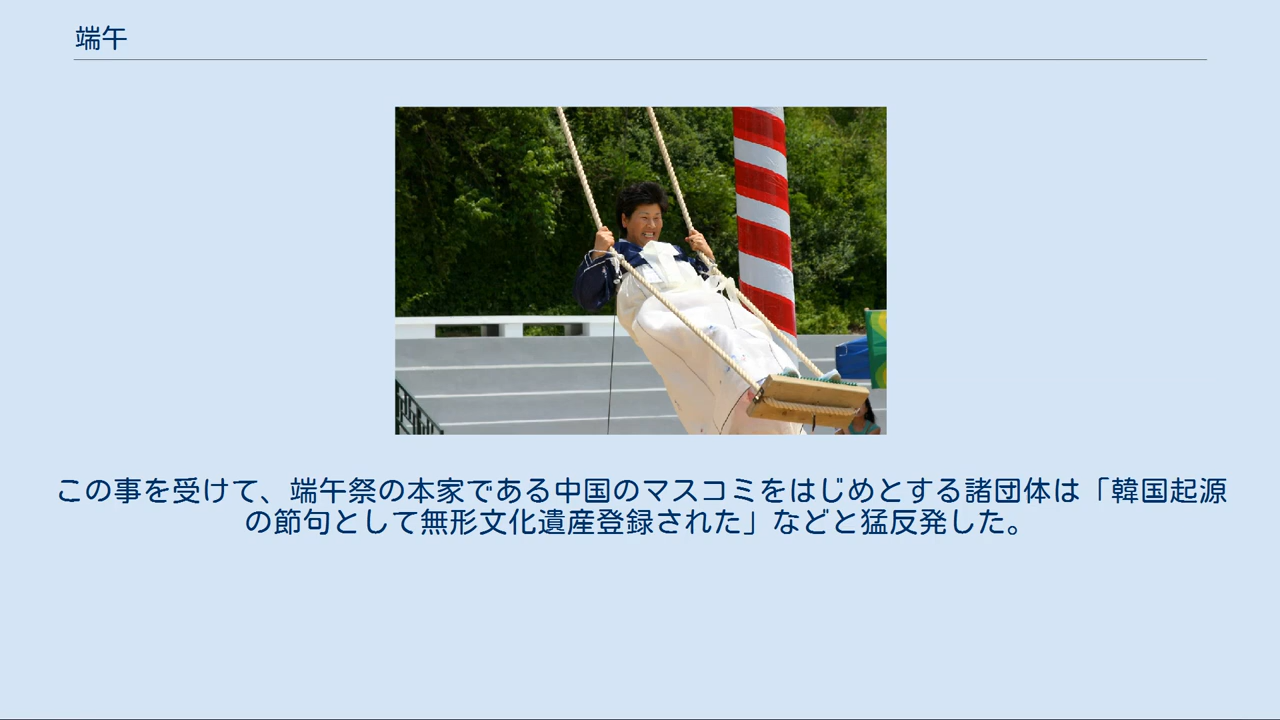 端午
この事を受けて、端午祭の本家である中国のマスコミをはじめとする諸団体は「韓国起源
の節句として無形文化遺産登録された」などと猛反発した。